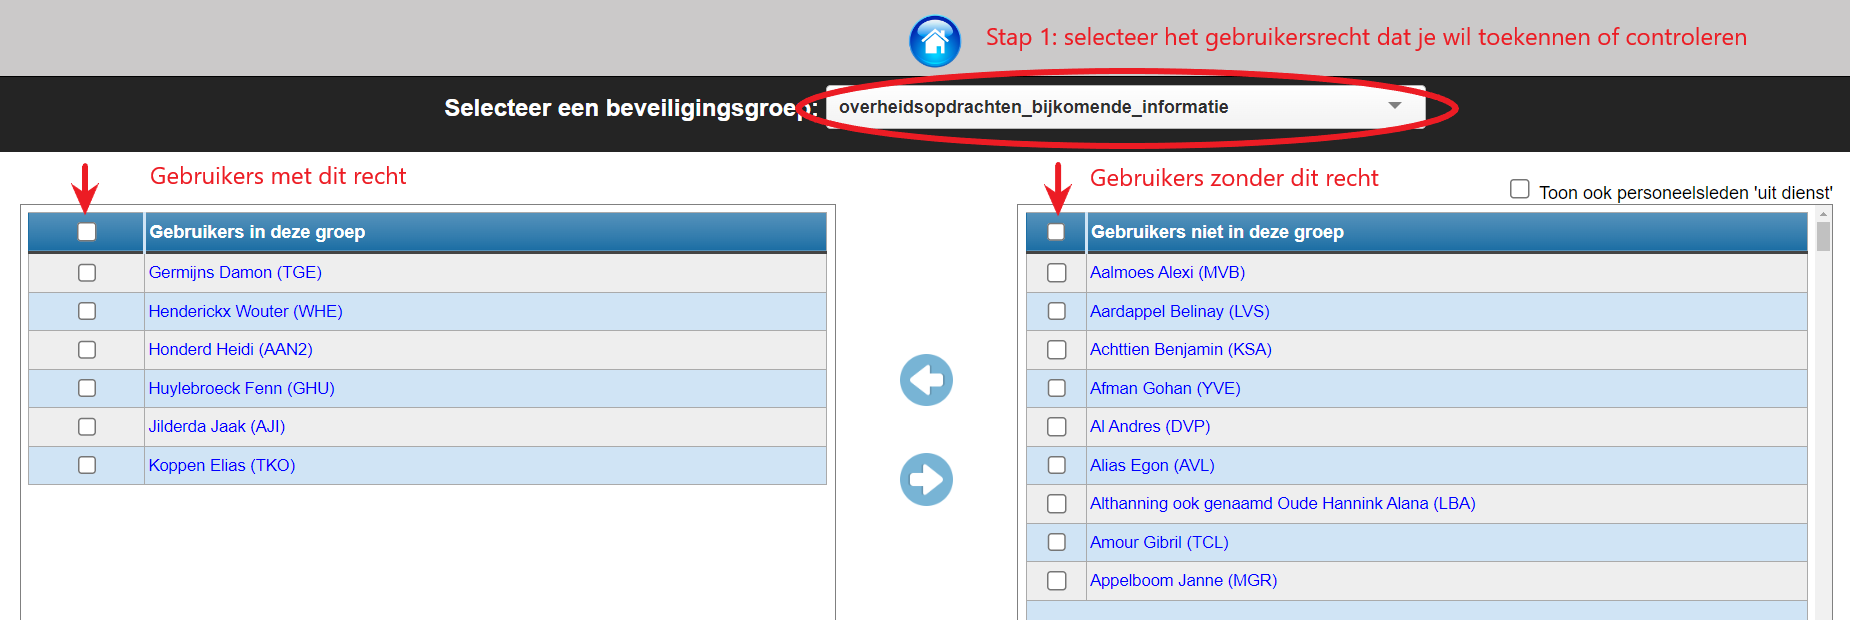 Stap 1: selecteer het gebruikersrecht dat je wil toekennen of controleren
Selecteer een beveiligingsgroep: overheidsopdrachten_bijkomende_informatie
Gebruikers met dit recht
Gebruikers zonder dit recht
Toon ook personeelsleden 'uit dienst'
Gebruikers in deze groep
Germijns Damon (TGE)
Henderickx Wouter (WHE)
Honderd Heidi (AAN2)
Huylebroeck Fenn (GHU)
Jilderda Jaak (AJI)
Koppen Elias (TKO)
Gebruikers niet in deze groep
Aalmoes Alexi (MVB)
Aardappel Belinay (LVS)
Achttien Benjamin (KSA)
Afman Gohan (YVE)
Al Andres (DVP)
Alias Egon (AVL)
Althanning ook genaamd Oude Hannink Alana (LBA)
Amour Gibril (TCL)
Appelboom Janne (MGR)